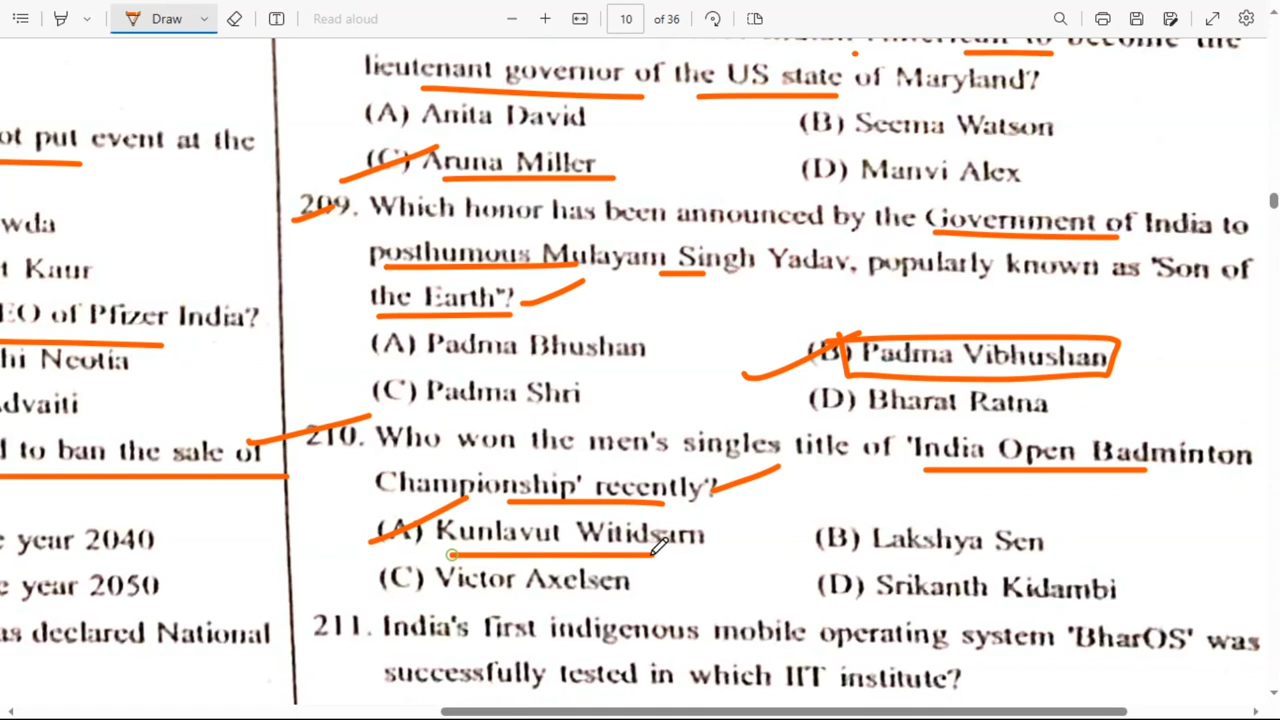 Draw
Read aloud
10
of 36
become the
lieutenant governor of the US state of Maryland?
(A) Anita David
(B) Seema Watson
(C) Aruna Miller
(D) Manvi Alex
209. Which honor has been announced by the Government of India to
posthumous Mulayam Singh Yadav, popularly known as 'Son of
the Earth"?
(A) Padma Bhushan
(B) Padma Vibhushan
(C) Padma Shri
(D) Bharat Ratna
210. Who won the men's singles title of 'India Open Badminton
Championship' recently?
(A) Kunlavut Witidsarn
(B) Lakshya Sen
(C) Victor Axelsen
(D) Srikanth Kidambi
211. India's first indigenous mobile operating system 'BharOS' was
successfully tested in which IIT institute?
ot put event at the
wda
t Kaur
EO of Pfizer India?
hi Neotia
Advaiti
d to ban the sale of
e year 2040
e year 2050
as declared National